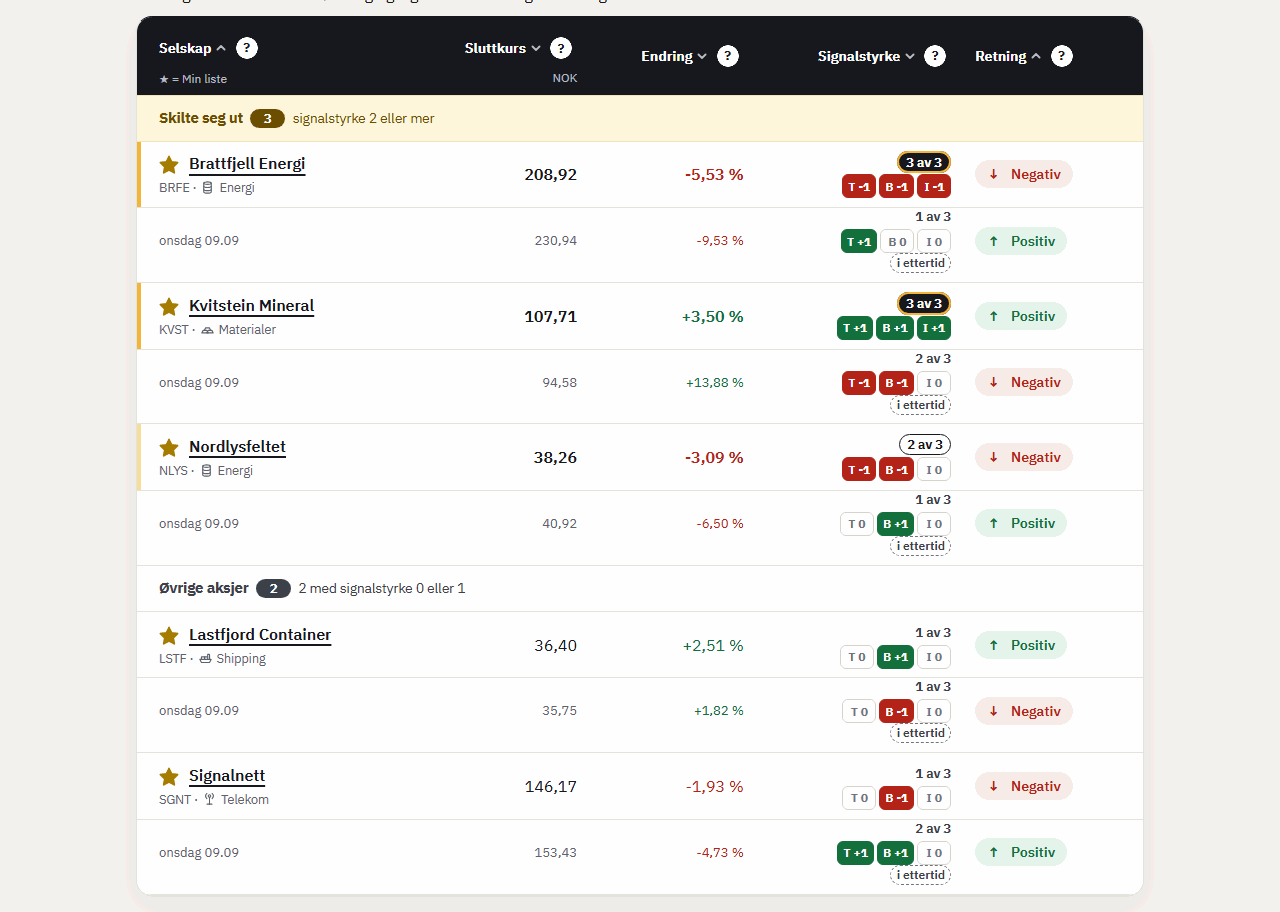 Selskap ? Sluttkurs ? Endring ? Signalstyrke ? Retning ?
★ = Min liste NOK
Skilte seg ut 3 signalstyrke 2 eller mer
Brattfjell Energi 208,92 -5,53 % 3 av 3 ↓ Negativ
BRFE · Energi T -1 B -1 I -1
onsdag 09.09 230,94 -9,53 % 1 av 3 ↑ Positiv
T +1 B 0 I 0
i ettertid
Kvitstein Mineral 107,71 +3,50 % 3 av 3 ↑ Positiv
KVST · Materialer T +1 B +1 I +1
onsdag 09.09 94,58 +13,88 % 2 av 3 ↓ Negativ
T -1 B -1 I 0
i ettertid
Nordlysfeltet 38,26 -3,09 % 2 av 3 ↓ Negativ
NLYS · Energi T -1 B -1 I 0
onsdag 09.09 40,92 -6,50 % 1 av 3 ↑ Positiv
T 0 B +1 I 0
i ettertid
Øvrige aksjer 2 2 med signalstyrke 0 eller 1
Lastfjord Container 36,40 +2,51 % 1 av 3 ↑ Positiv
LSTF · Shipping T 0 B +1 I 0
onsdag 09.09 35,75 +1,82 % 1 av 3 ↓ Negativ
T 0 B -1 I 0
i ettertid
Signalnett 146,17 -1,93 % 1 av 3 ↓ Negativ
SGNT · Telekom T 0 B -1 I 0
onsdag 09.09 153,43 -4,73 % 2 av 3 ↑ Positiv
T +1 B +1 I 0
i ettertid